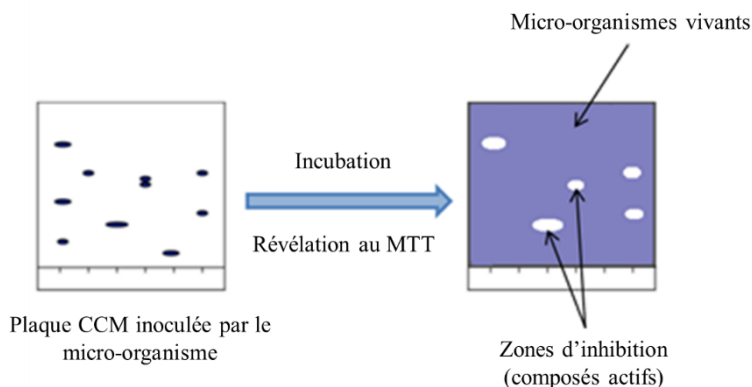 Micro-organismes vivants
Incubation
Révélation au MTT
Plaque CCM inoculée par le
micro-organisme
Zones d’inhibition
(composés actifs)